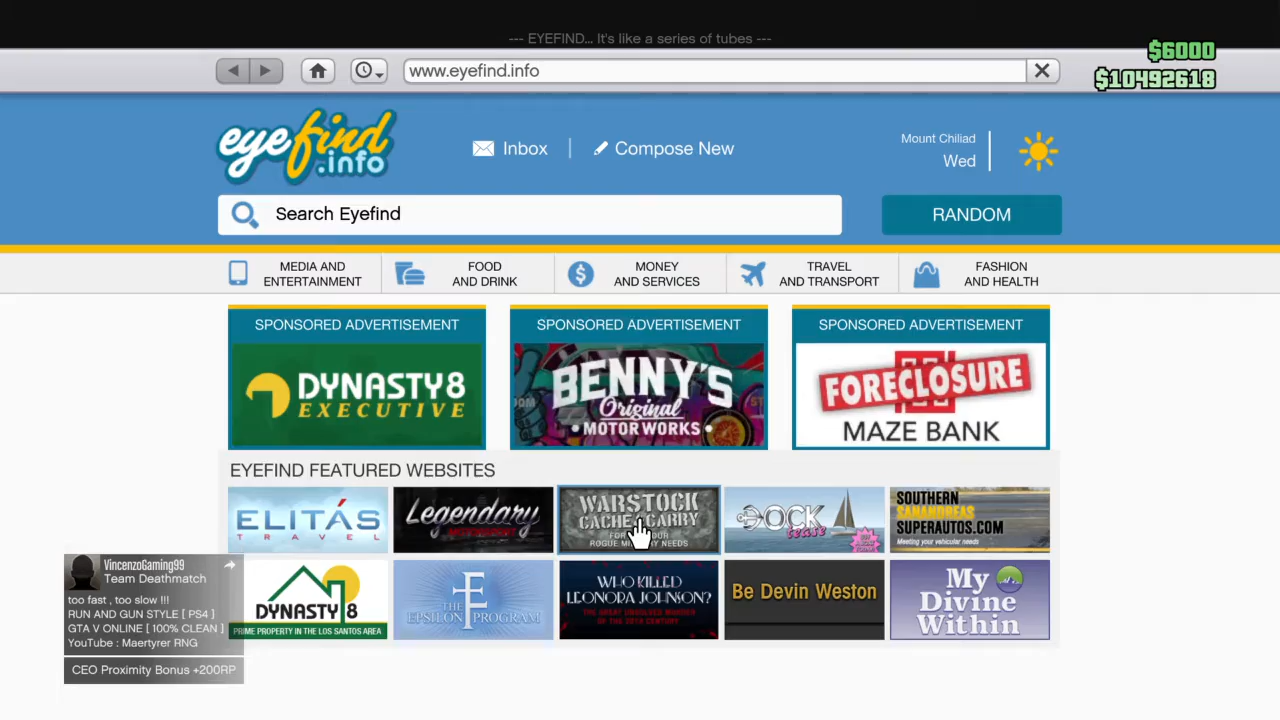 --- EYEFIND... It's like a series of tubes ---
$6000
www.eyefind.info
$10492618
eyefind
.info
Inbox
Compose New
Mount Chiliad
Wed
Search Eyefind
RANDOM
MEDIA AND
ENTERTAINMENT
FOOD
AND DRINK
MONEY
AND SERVICES
TRAVEL
AND TRANSPORT
FASHION
AND HEALTH
SPONSORED ADVERTISEMENT
SPONSORED ADVERTISEMENT
SPONSORED ADVERTISEMENT
DYNASTY 8
EXECUTIVE
BENNY'S
Original
MOTOR WORKS
FORECLOSURE
MAZE BANK
EYEFIND FEATURED WEBSITES
ELITÁS
TRAVEL
Legendary
MOTORSPORT
WARSTOCK
CACHE CARRY
ROGUE NEEDS
DOCK
tease
SOUTHERN
SANANDREAS
SUPERAUTOS.COM
Meeting your vehicular needs
DYNASTY 8
PRIME PROPERTY IN THE LOS SANTOS AREA
THE
EPSILON PROGRAM
WHO KILLED
LEONORA JOHNSON?
THE GREAT UNSOLVED MURDER
OF THE 20TH CENTURY
Be Devin Weston
My
Divine
Within
VincenzoGaming99
Team Deathmatch
too fast , too slow !!!
RUN AND GUN STYLE [ PS4 ]
GTA V ONLINE [ 100% CLEAN ]
YouTube : Maertyrer RNG
CEO Proximity Bonus +200RP